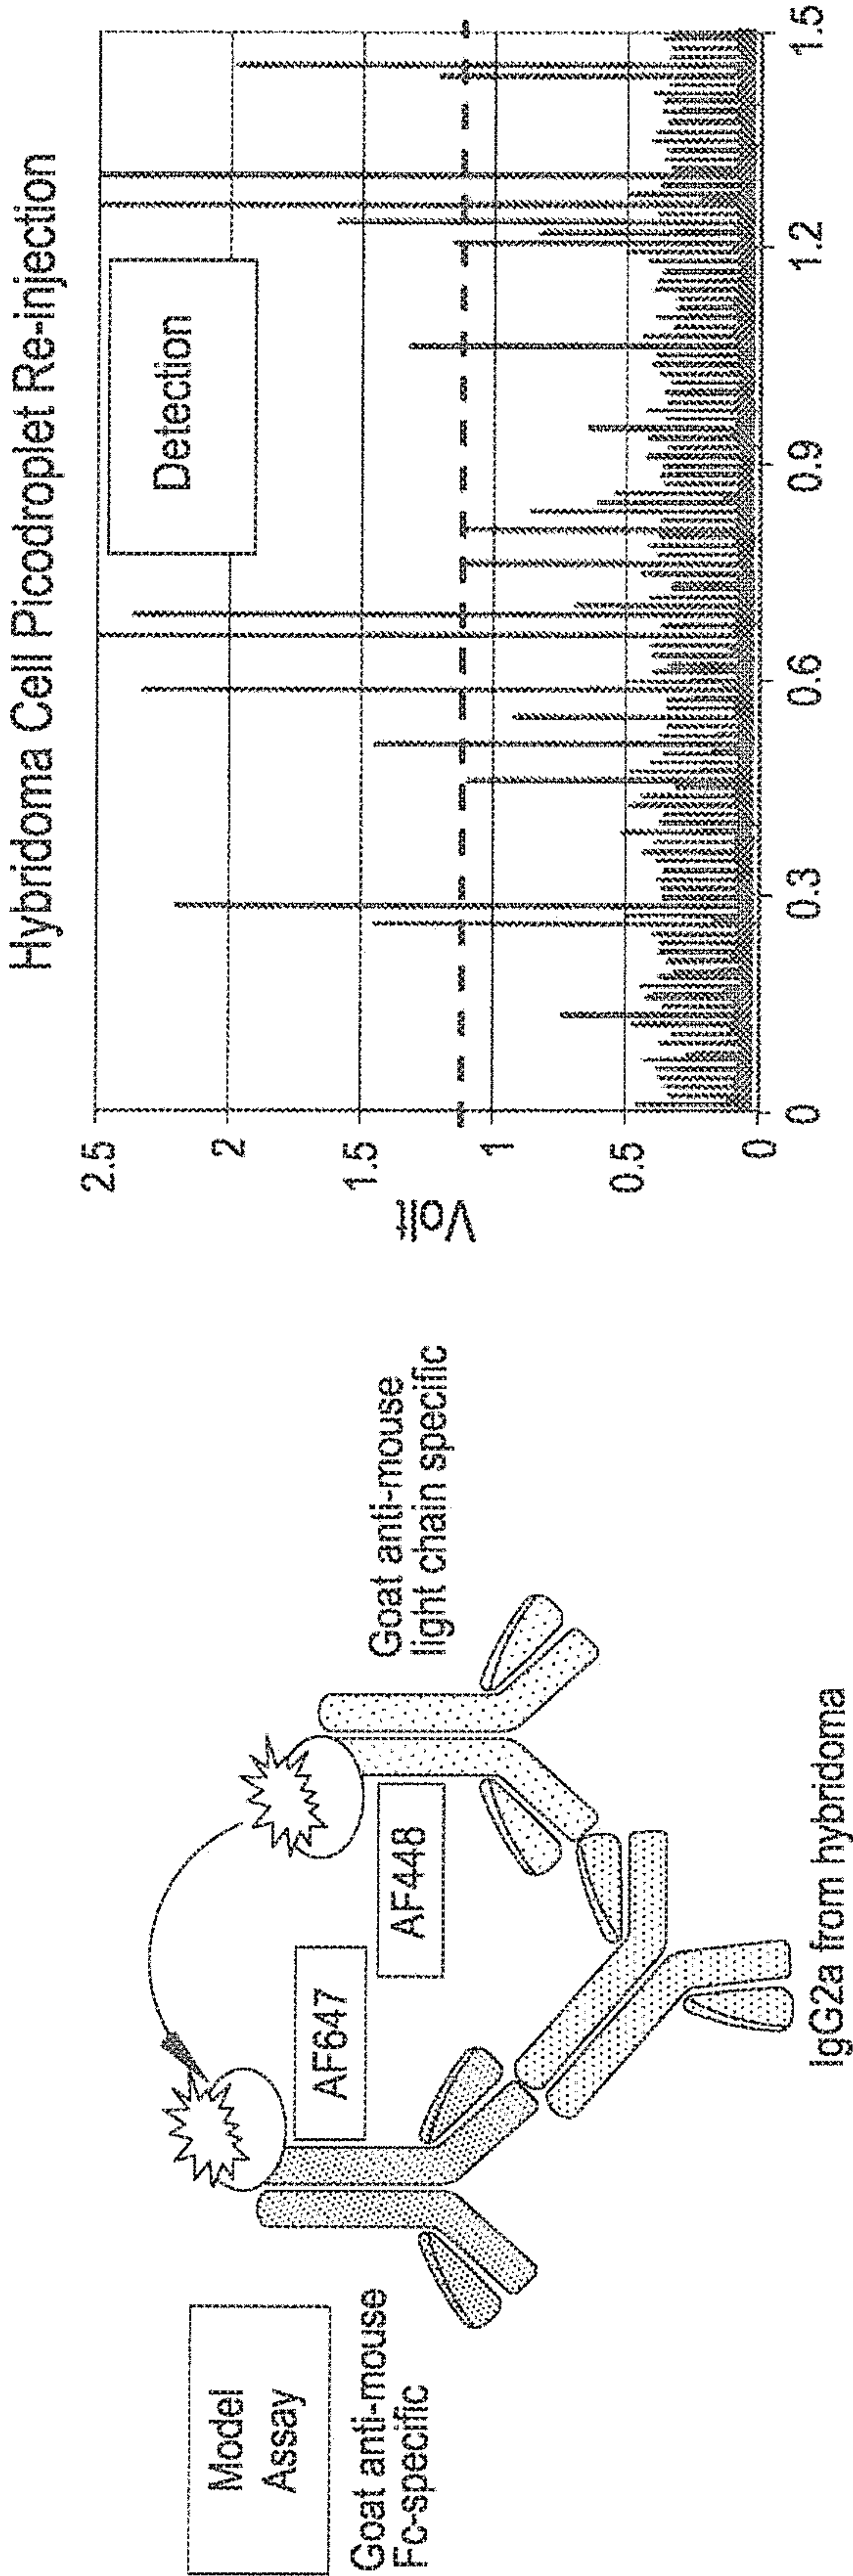 Model
Assay
Goat anti-mouse
Fc-specific
AF647
AF448
Goat anti-mouse
light chain specific
IgG2a from hybridoma
Hybridoma Cell Picodroplet Re-injection
Detection
Vollt
2.5
2
1.5
1
0.5
0
0
0.3
0.6
0.9
1.2
1.5